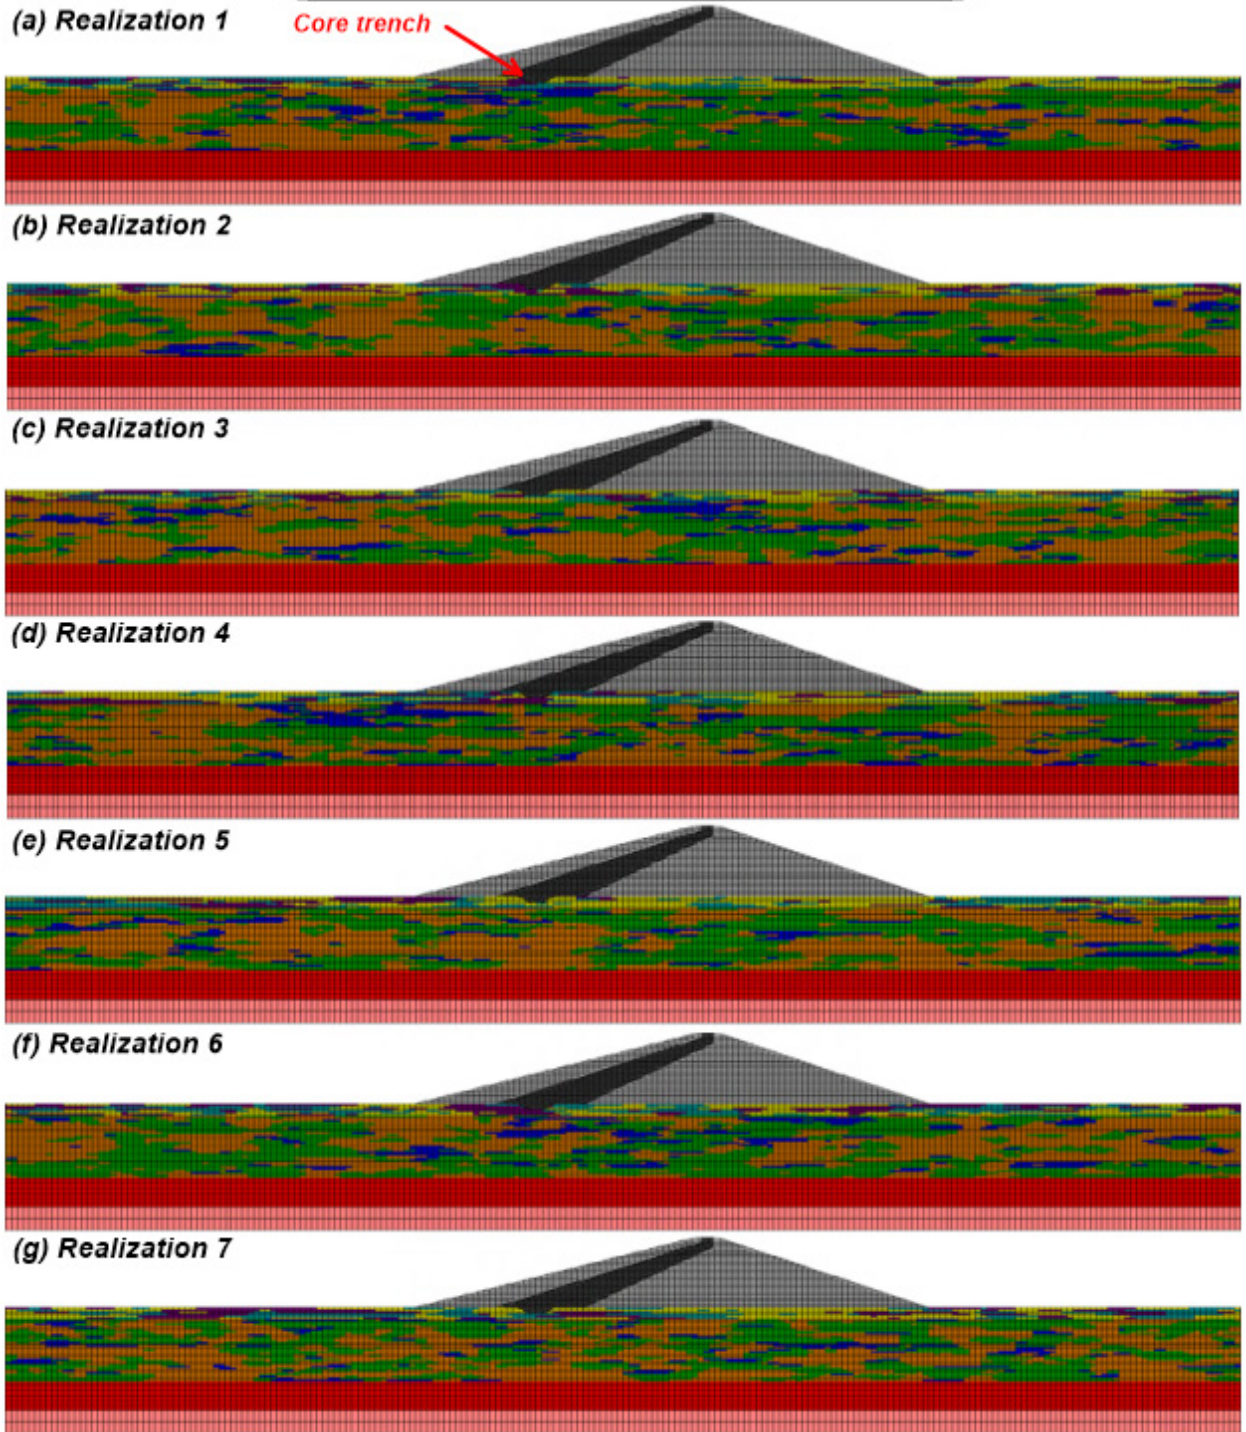 (a) Realization 1
Core trench
(b) Realization 2
(c) Realization 3
(d) Realization 4
(e) Realization 5
(f) Realization 6
(g) Realization 7